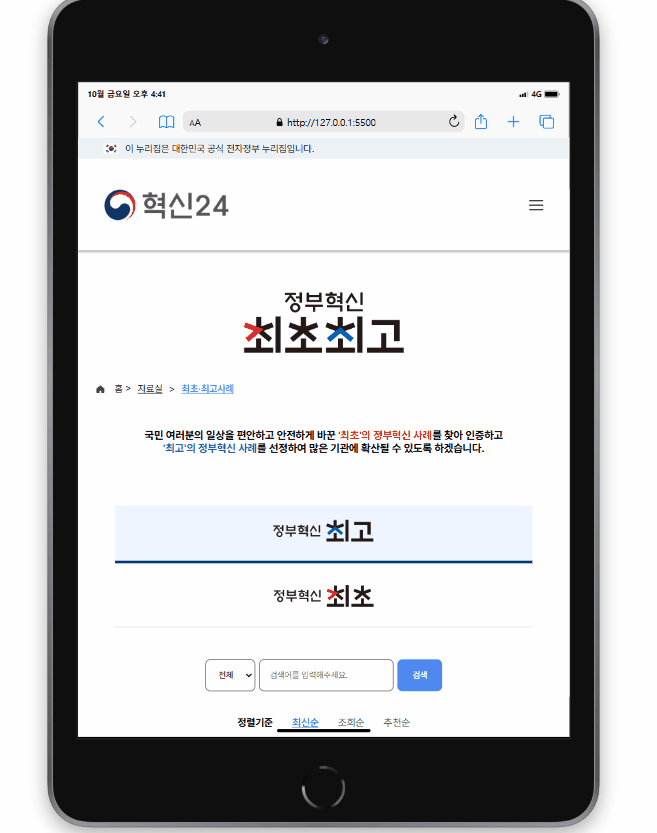 10월 금요일 오후 4:41
4G
AA
http://127.0.0.1:5500
이 누리집은 대한민국 공식 전자정부 누리집입니다.
혁신24
정부혁신
최초최고
홈 > 자료실 > 최초·최고사례
국민 여러분의 일상을 편안하고 안전하게 바꾼 '최초'의 정부혁신 사례를 찾아 인증하고
'최고'의 정부혁신 사례를 선정하여 많은 기관에 확산될 수 있도록 하겠습니다.
정부혁신 최고
정부혁신 최초
전체 검색어를 입력해주세요. 검색
정렬기준 최신순 조회순 추천순